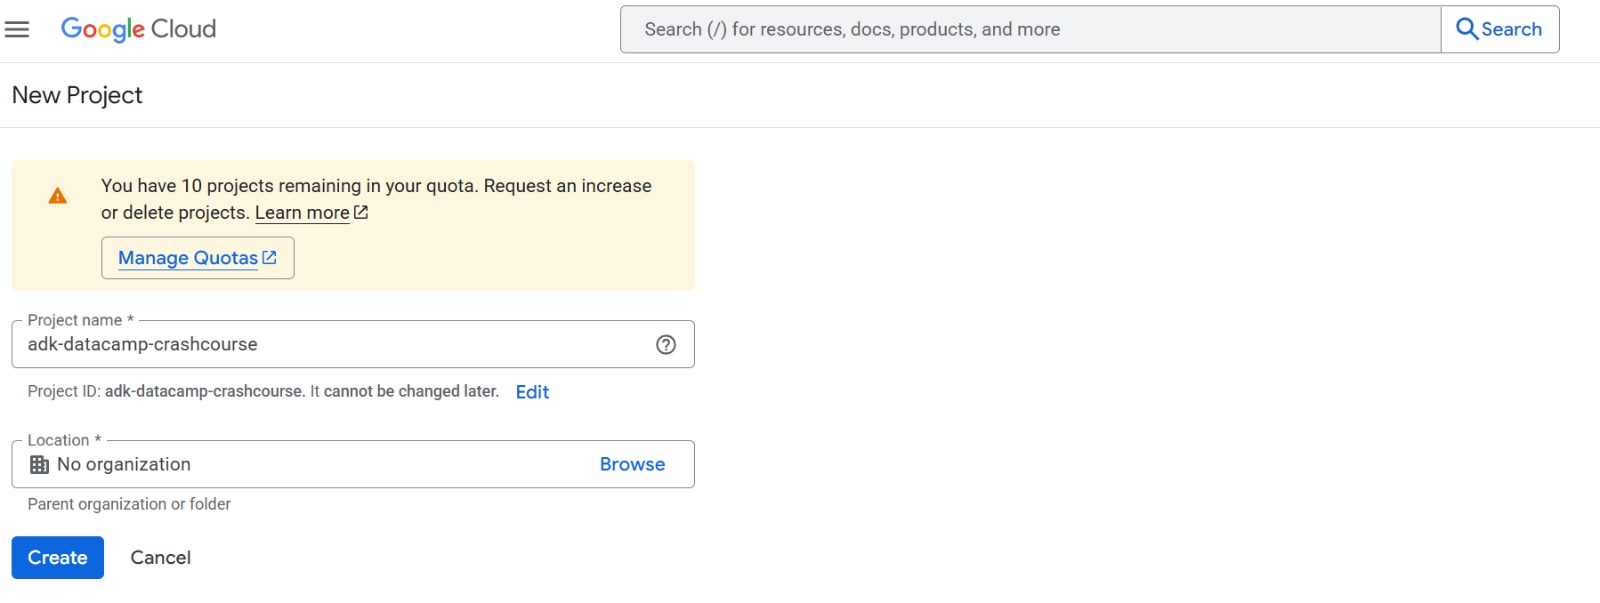 Google Cloud
Search (/) for resources, docs, products, and more
Search
New Project
You have 10 projects remaining in your quota. Request an increase
or delete projects. Learn more
Manage Quotas
Project name *
adk-datacamp-crashcourse
Project ID: adk-datacamp-crashcourse. It cannot be changed later. Edit
Location *
No organization Browse
Parent organization or folder
Create Cancel